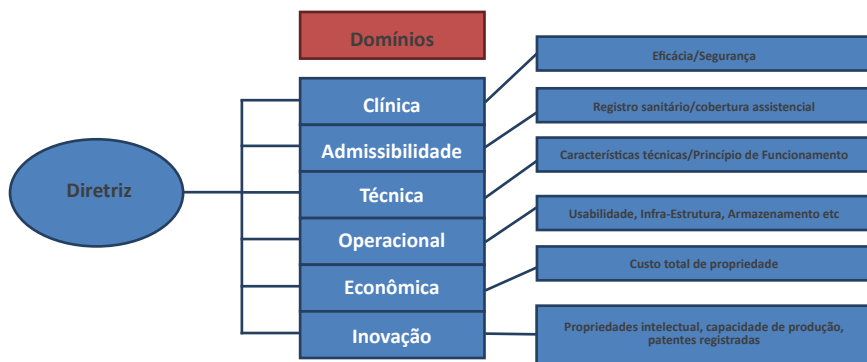 Domínios
Diretriz
Clínica
Eficácia/Segurança
Admissibilidade
Registro sanitário/cobertura assistencial
Técnica
Características técnicas/Princípio de Funcionamento
Operacional
Usabilidade, Infra-Estrutura, Armazenamento etc
Econômica
Custo total de propriedade
Inovação
Propriedades intelectual, capacidade de produção,
patentes registradas